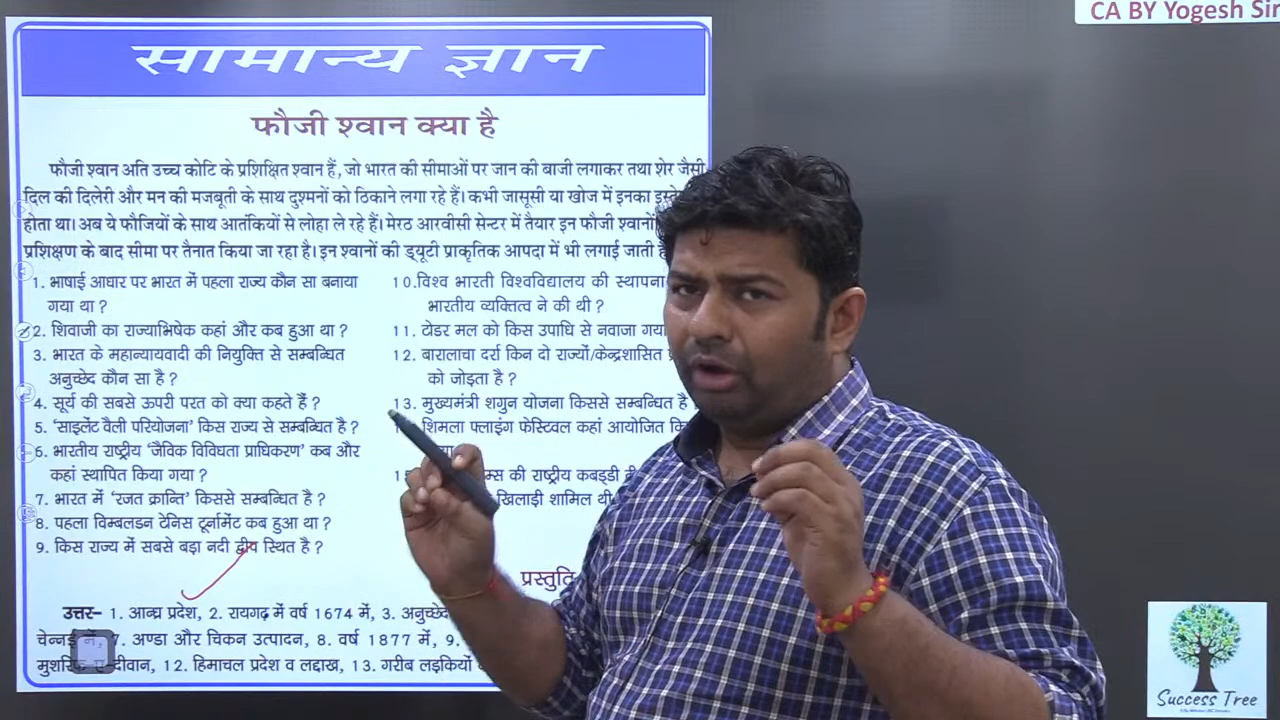 CA BY Yogesh
सामान्य ज्ञान
फौजी श्वान क्या है
फौजी श्वान अति उच्च कोटि के प्रशिक्षित श्वान हैं, जो भारत की सीमाओं पर जान की बाजी लगाकर तथा शेर जैसी
दिल की दिलेरी और मन की मजबूती के साथ दुश्मनों को ठिकाने लगा रहे हैं। कभी जासूसी या खोज में इनका
होता था। अब ये फौजियों के साथ आतंकियों से लोहा ले रहे हैं। मेरठ आरवीसी सेन्टर में तैयार इन फौजी श्वानों
प्रशिक्षण के बाद सीमा पर तैनात किया जा रहा है। इन श्वानों की ड्यूटी प्राकृतिक आपदा में भी लगाई जाती
1. भाषाई आधार पर भारत में पहला राज्य कौन सा बनाया
गया था ?
2. शिवाजी का राज्याभिषेक कहां और कब हुआ था ?
3. भारत के महान्यायवादी की नियुक्ति से सम्बन्धित
अनुच्छेद कौन सा है ?
4. सूर्य की सबसे ऊपरी परत को क्या कहते हैं ?
5. 'साइलेंट वैली परियोजना' किस राज्य से सम्बन्धित है ?
6. भारतीय राष्ट्रीय 'जैविक विविधता प्राधिकरण' कब और
कहां स्थापित किया गया ?
7. भारत में 'रजत क्रान्ति' किससे सम्बन्धित है ?
8. पहला विम्बलडन टेनिस टूर्नामेंट कब हुआ था ?
9. किस राज्य में सबसे बड़ा नदी द्वीप स्थित है ?
10.विश्व भारती विश्वविद्यालय की स्थापना
भारतीय व्यक्तित्व ने की थी ?
11. टोडर मल को किस उपाधि से नवाजा गया
12. बारालाचा दर्रा किन दो राज्यों/केन्द्रशासित
को जोड़ता है ?
13. मुख्यमंत्री शगुन योजना किससे सम्बन्धित है
शिमला फ्लाइंग फेस्टिवल कहां आयोजित
की राष्ट्रीय कबड्डी
खिलाड़ी शामिल
प्रस्तुति
उत्तर– 1. आन्ध्र प्रदेश, 2. रायगढ़ में वर्ष 1674 में, 3. अनुच्छेद
चेन्नई में, 7. अण्डा और चिकन उत्पादन, 8. वर्ष 1877 में, 9.
मुशरिफ ए दीवान, 12. हिमाचल प्रदेश व लद्दाख, 13. गरीब लड़कियों
Success Tree